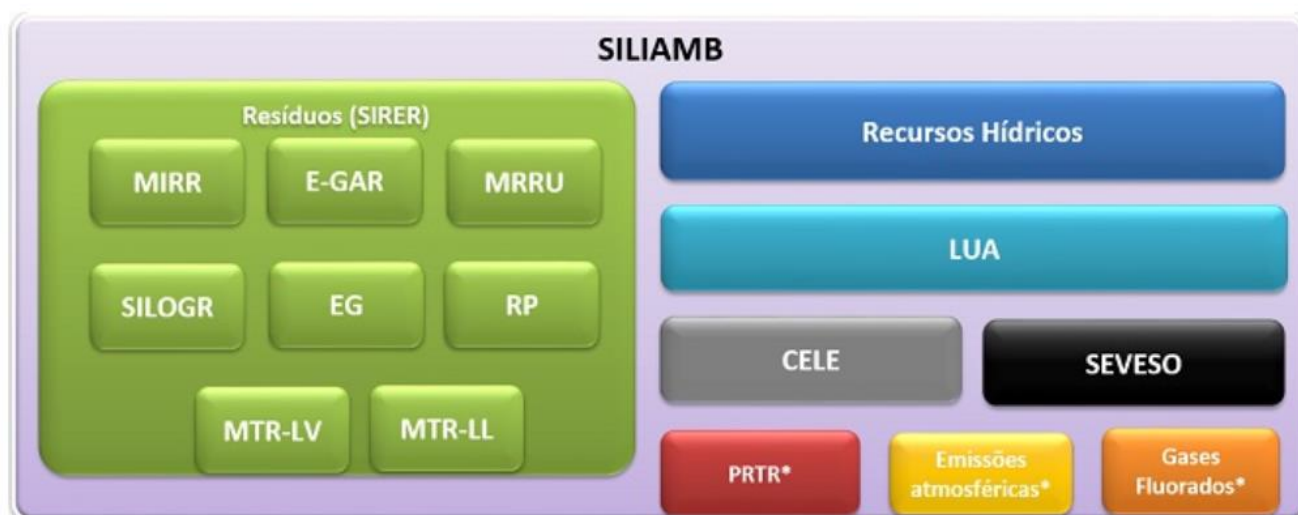 SILIAMB
Resíduos (SIRER)
MIRR
E-GAR
MRRU
SILOGR
EG
RP
MTR-LV
MTR-LL
Recursos Hídricos
LUA
CELE
SEVESO
PRTR*
Emissões
atmosféricas*
Gases
Fluorados*